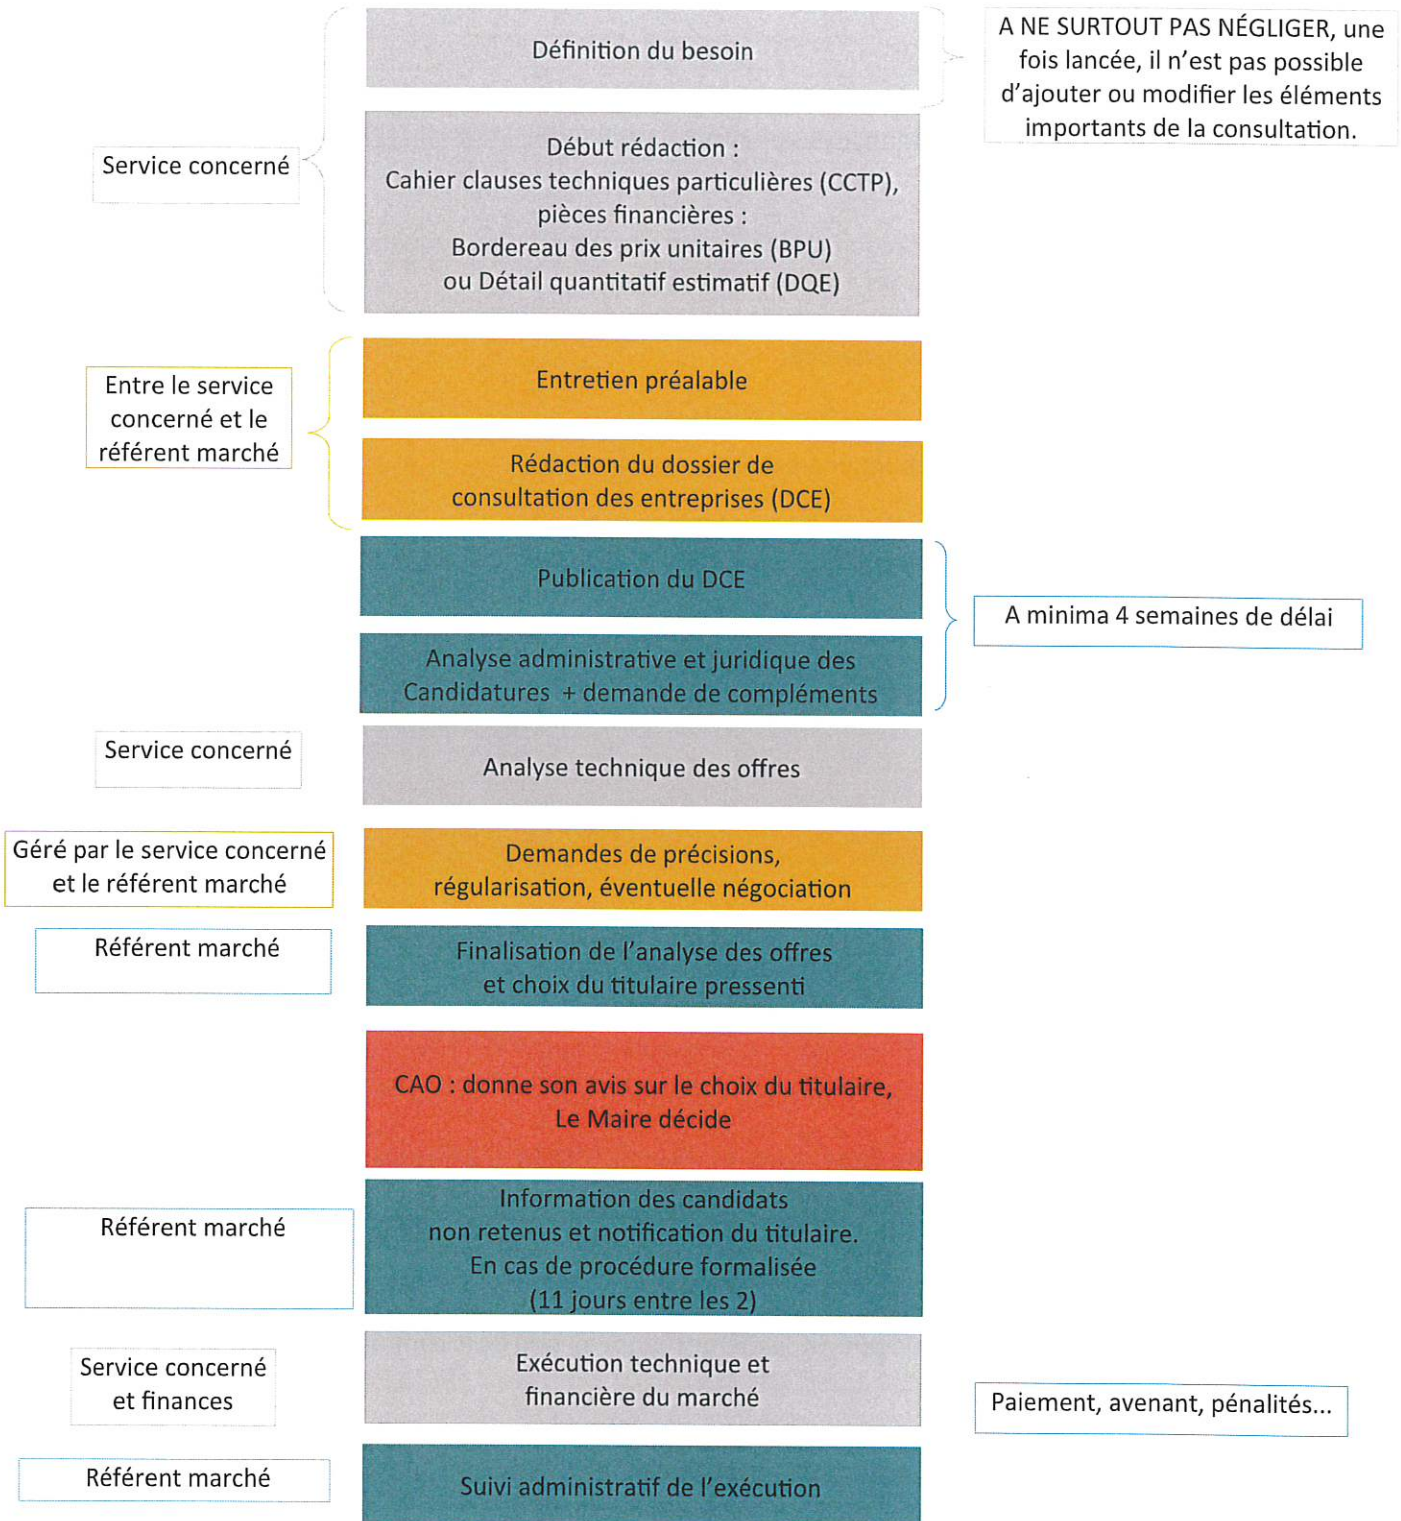 Définition du besoin
A NE SURTOUT PAS NÉGLIGER, une
fois lancée, il n'est pas possible
d'ajouter ou modifier les éléments
importants de la consultation.
Service concerné
Début rédaction :
Cahier clauses techniques particulières (CCTP),
pièces financières :
Bordereau des prix unitaires (BPU)
ou Détail quantitatif estimatif (DQE)
Entre le service
concerné et le
référent marché
Entretien préalable
Rédaction du dossier de
consultation des entreprises (DCE)
Publication du DCE
A minima 4 semaines de délai
Analyse administrative et juridique des
Candidatures + demande de compléments
Service concerné
Analyse technique des offres
Géré par le service concerné
et le référent marché
Demandes de précisions,
régularisation, éventuelle négociation
Référent marché
Finalisation de l'analyse des offres
et choix du titulaire pressenti
CAO : donne son avis sur le choix du titulaire,
Le Maire décide
Référent marché
Information des candidats
non retenus et notification du titulaire.
En cas de procédure formalisée
(11 jours entre les 2)
Service concerné
et finances
Exécution technique et
financière du marché
Paiement, avenant, pénalités...
Référent marché
Suivi administratif de l'exécution